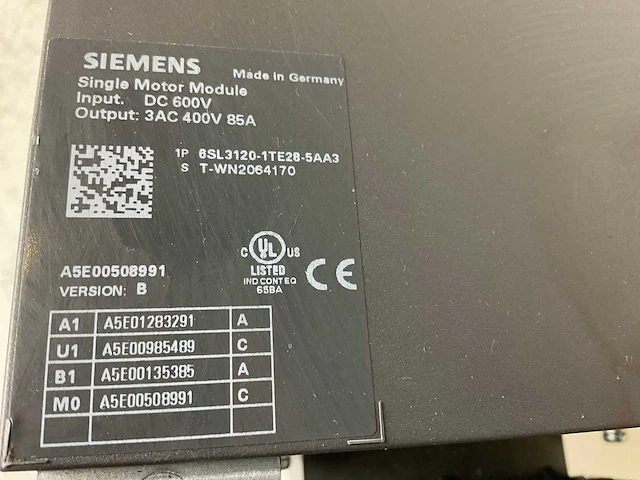 SIEMENS Made in Germany
Single Motor Module
Input. DC 600V
Output: 3AC 400V 85A
1P 6SL3120-1TE28-5AA3
S T-WN2064170
C UL US
LISTED
IND CONT EQ
65BA
CE
A5E00508991
VERSION: B
A1 A5E01283291 A
U1 A5E00985489 C
B1 A5E00135385 A
M0 A5E00508991 C